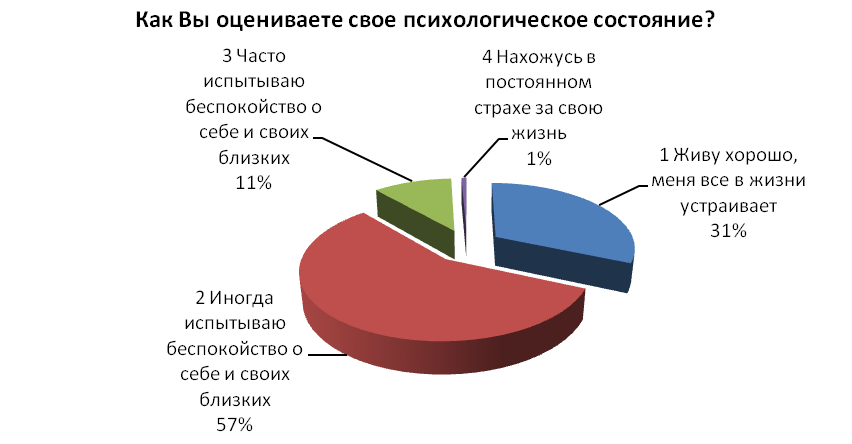 Как Вы оцениваете свое психологическое состояние?
3 Часто
испытываю
беспокойство о
себе и своих
близких
11%
4 Нахожусь в
постоянном
страхе за свою
жизнь
1%
1 Живу хорошо,
меня все в жизни
устраивает
31%
2 Иногда
испытываю
беспокойство о
себе и своих
близких
57%